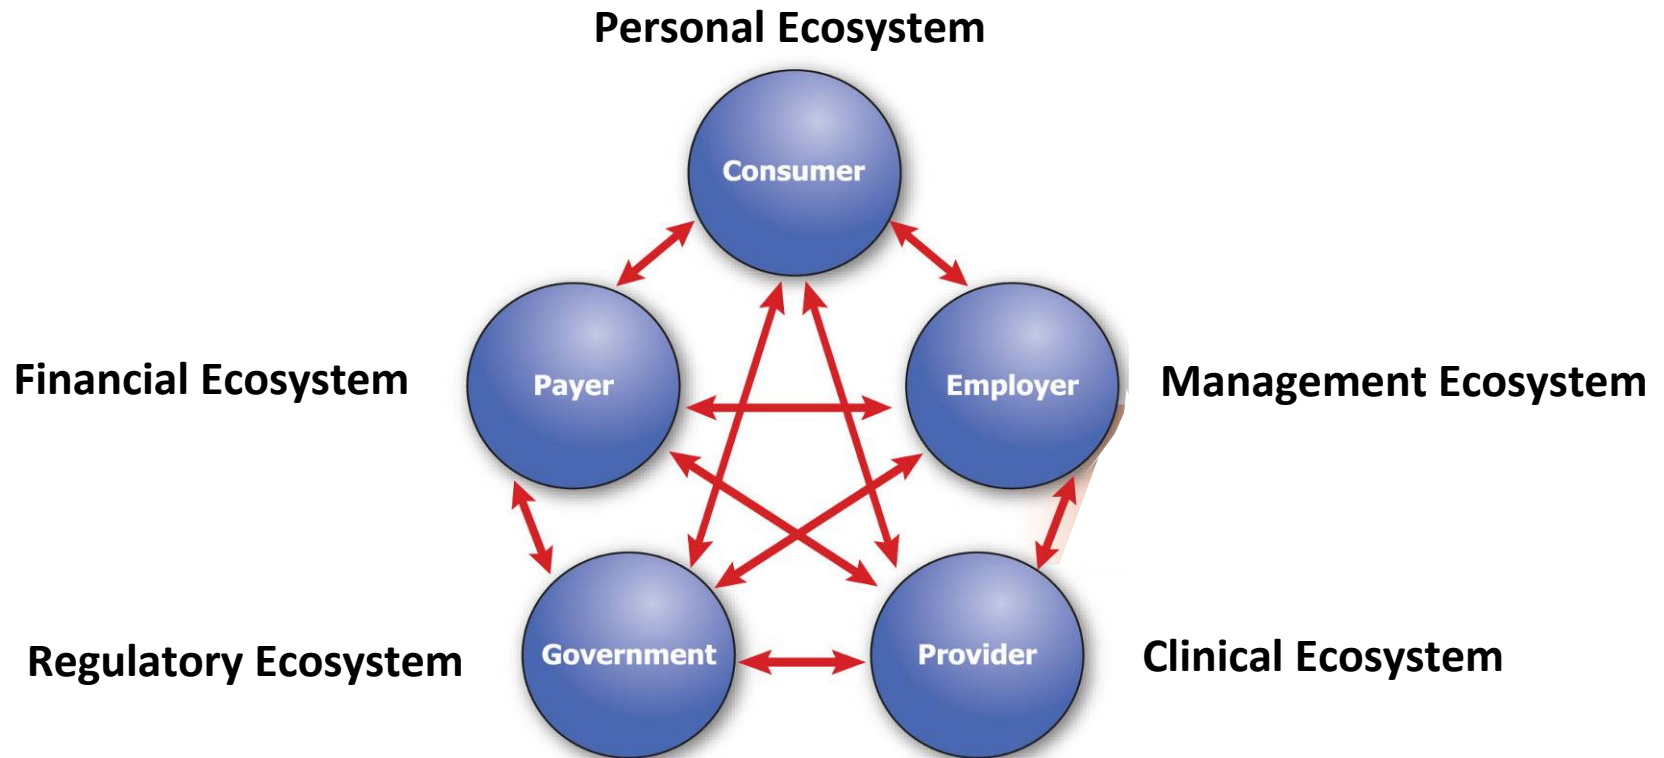 Personal Ecosystem
Consumer
Financial Ecosystem
Payer
Employer
Management Ecosystem
Regulatory Ecosystem
Government
Provider
Clinical Ecosystem